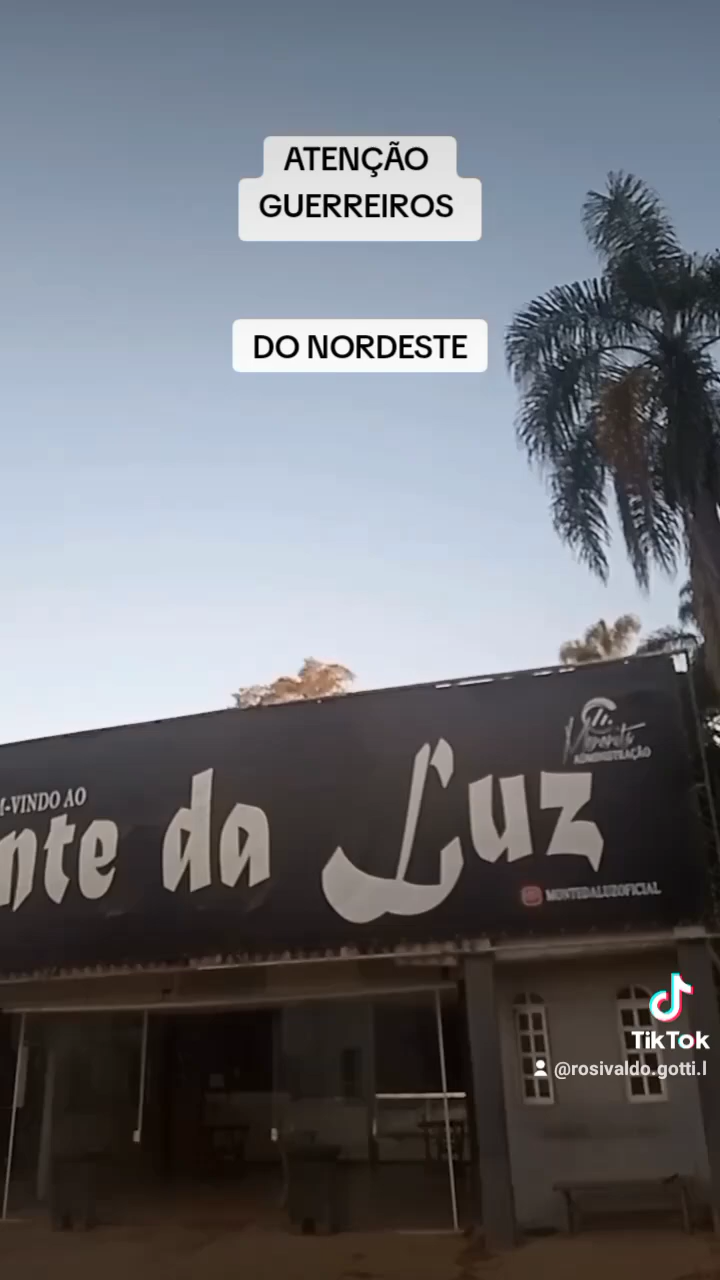 ATENÇÃO
GUERREIROS
DO NORDESTE
M-VINDO AO
nte da Luz
ADMINISTRAÇÃO
MONTEDALUZOFICIAL
TikTok
@rosivaldo.gotti.l